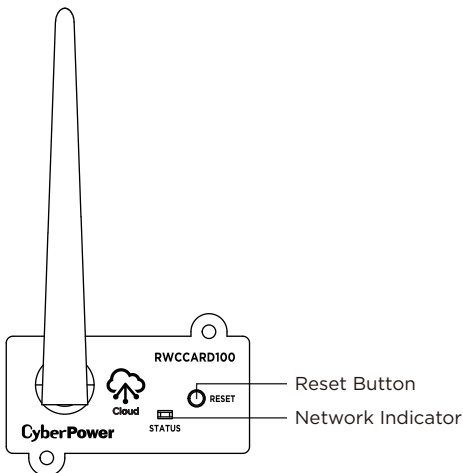 RWCCARD100
RESET
Reset Button
Cloud
STATUS
Network Indicator
CyberPower